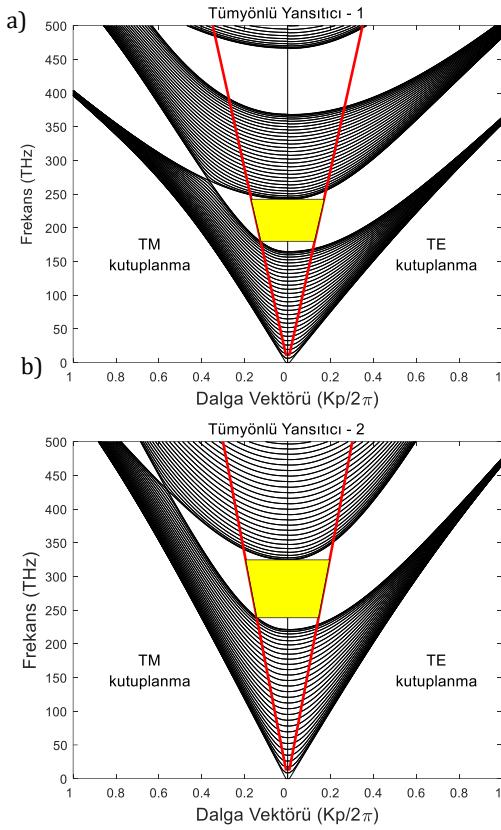 a)
Tümyönlü Yansıtıcı - 1
500
450
400
350
300
250
200
150
100
50
0
Frekans (THz)
TM
kutuplanma
TE
kutuplanma
1 0.8 0.6 0.4 0.2 0 0.2 0.4 0.6 0.8 1
Dalga Vektörü (Kp/2π)
b)
Tümyönlü Yansıtıcı - 2
500
450
400
350
300
250
200
150
100
50
0
Frekans (THz)
TM
kutuplanma
TE
kutuplanma
1 0.8 0.6 0.4 0.2 0 0.2 0.4 0.6 0.8 1
Dalga Vektörü (Kp/2π)